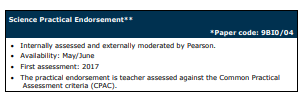 Science Practical Endorsement**
*Paper code: 9BI0/04
• Internally assessed and externally moderated by Pearson.
• Availability: May/June
• First assessment: 2017
• The practical endorsement is teacher assessed against the Common Practical
Assessment criteria (CPAC).